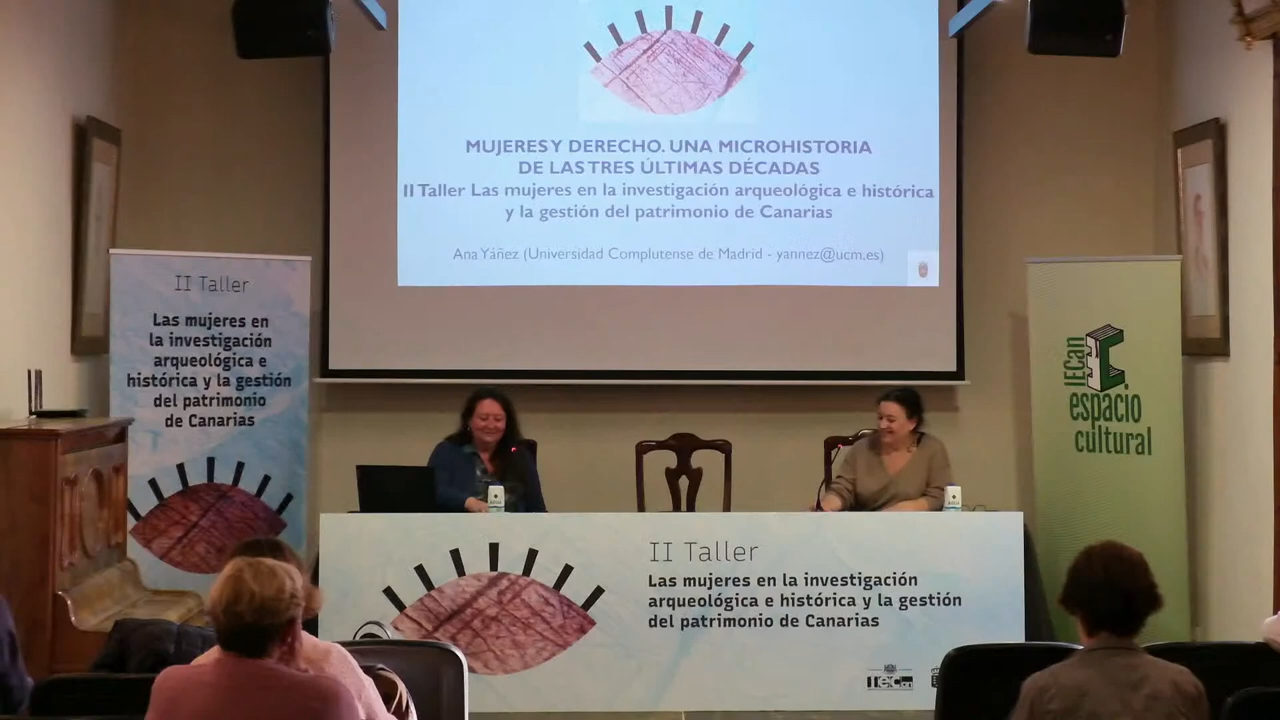 MUJERES Y DERECHO. UNA MICROHISTORIA
DE LAS TRES ÚLTIMAS DÉCADAS
II Taller Las mujeres en la investigación arqueológica e histórica
y la gestión del patrimonio de Canarias
Ana Yáñez (Universidad Complutense de Madrid - yannez@ucm.es)
II Taller
Las mujeres en
la investigación
arqueológica e
histórica y la gestión
del patrimonio
de Canarias
IECan
espacio
cultural
II Taller
Las mujeres en la investigación
arqueológica e histórica y la gestión
del patrimonio de Canarias